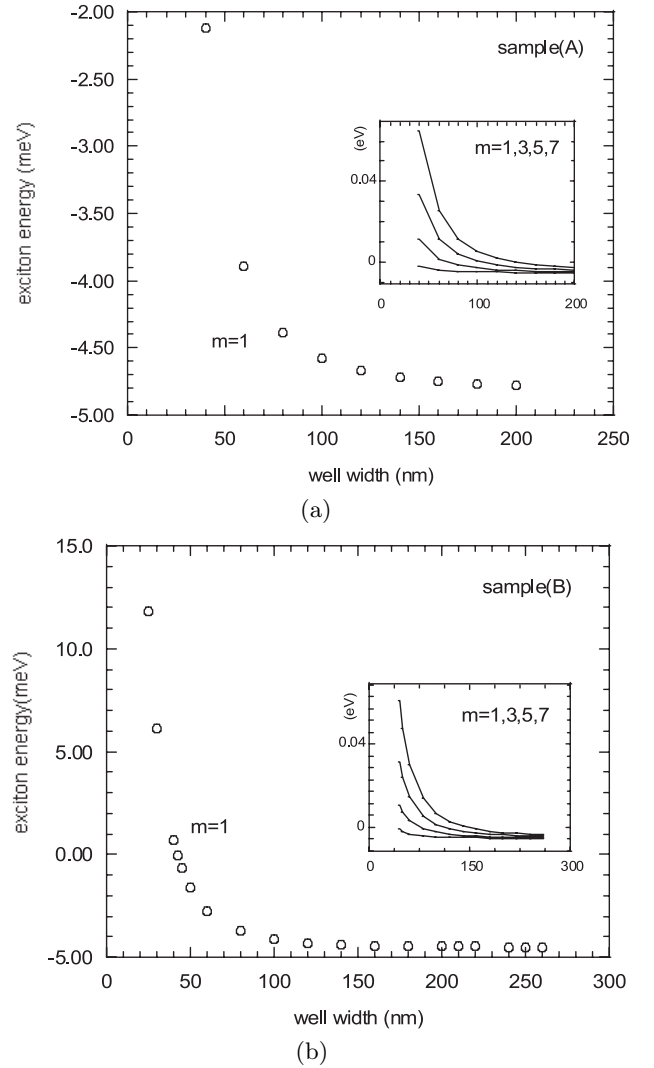 -2.00
sample(A)
-2.50
-3.00
-3.50
-4.00
-4.50
-5.00
exciton energy (meV)
m=1
(eV)
m=1,3,5,7
0.04
0
0 100 200
0 50 100 150 200 250
well width (nm)
(a)
15.0
sample(B)
10.0
5.00
0.00
-5.00
exciton energy(meV)
m=1
(eV)
m=1,3,5,7
0.04
0
0 150 300
0 50 100 150 200 250 300
well width (nm)
(b)